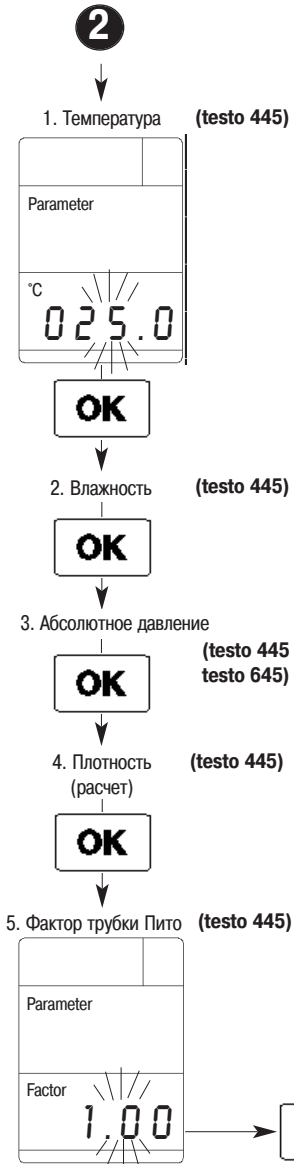 2
1. Температура (testo 445)
Parameter
°C
025.0
OK
2. Влажность (testo 445)
OK
3. Абсолютное давление
(testo 445
testo 645)
OK
4. Плотность (testo 445)
(расчет)
OK
5. Фактор трубки Пито (testo 445)
Parameter
Factor
1.00